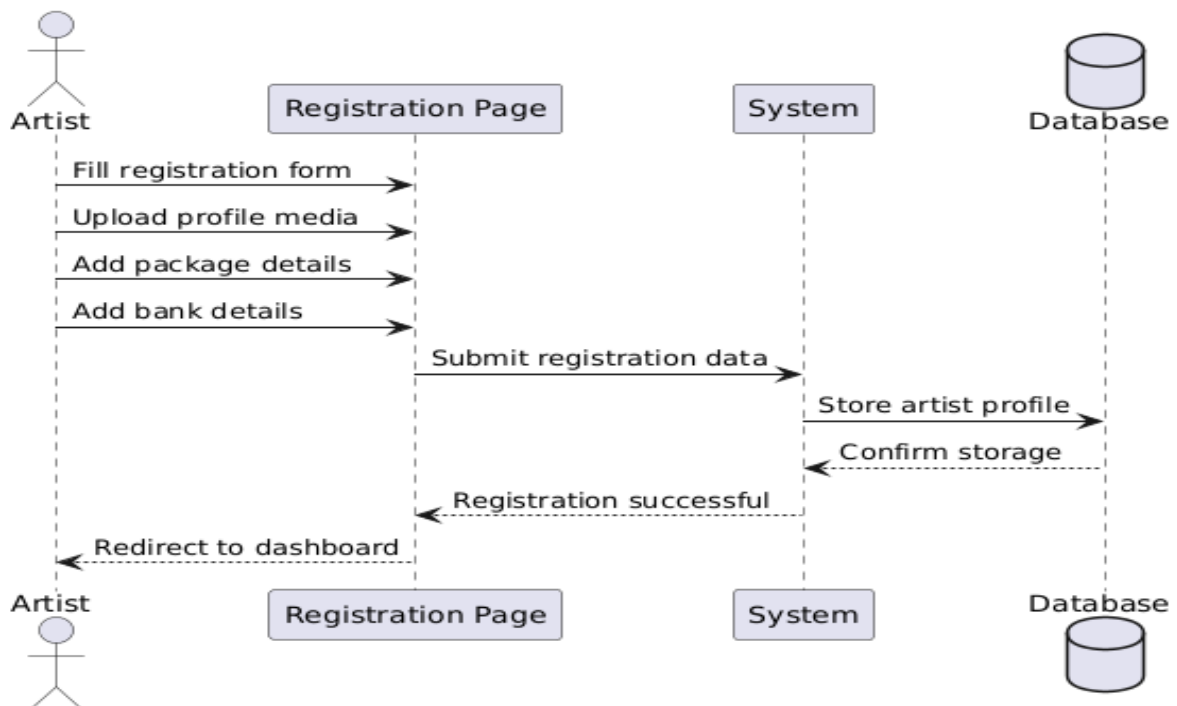 Artist
Registration Page
System
Database
Fill registration form
Upload profile media
Add package details
Add bank details
Submit registration data
Store artist profile
Confirm storage
Registration successful
Redirect to dashboard
Artist
Registration Page
System
Database